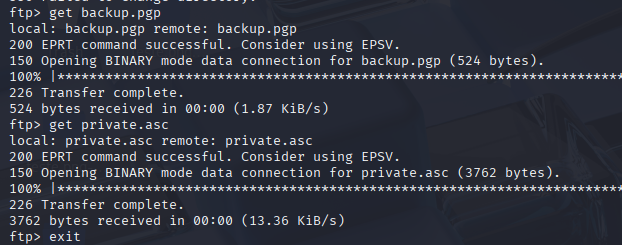 ftp> get backup.pgp
local: backup.pgp remote: backup.pgp
200 EPRT command successful. Consider using EPSV.
150 Opening BINARY mode data connection for backup.pgp (524 bytes).
100% |***********************************************************************
226 Transfer complete.
524 bytes received in 00:00 (1.87 KiB/s)
ftp> get private.asc
local: private.asc remote: private.asc
200 EPRT command successful. Consider using EPSV.
150 Opening BINARY mode data connection for private.asc (3762 bytes).
100% |***********************************************************************
226 Transfer complete.
3762 bytes received in 00:00 (13.36 KiB/s)
ftp> exit